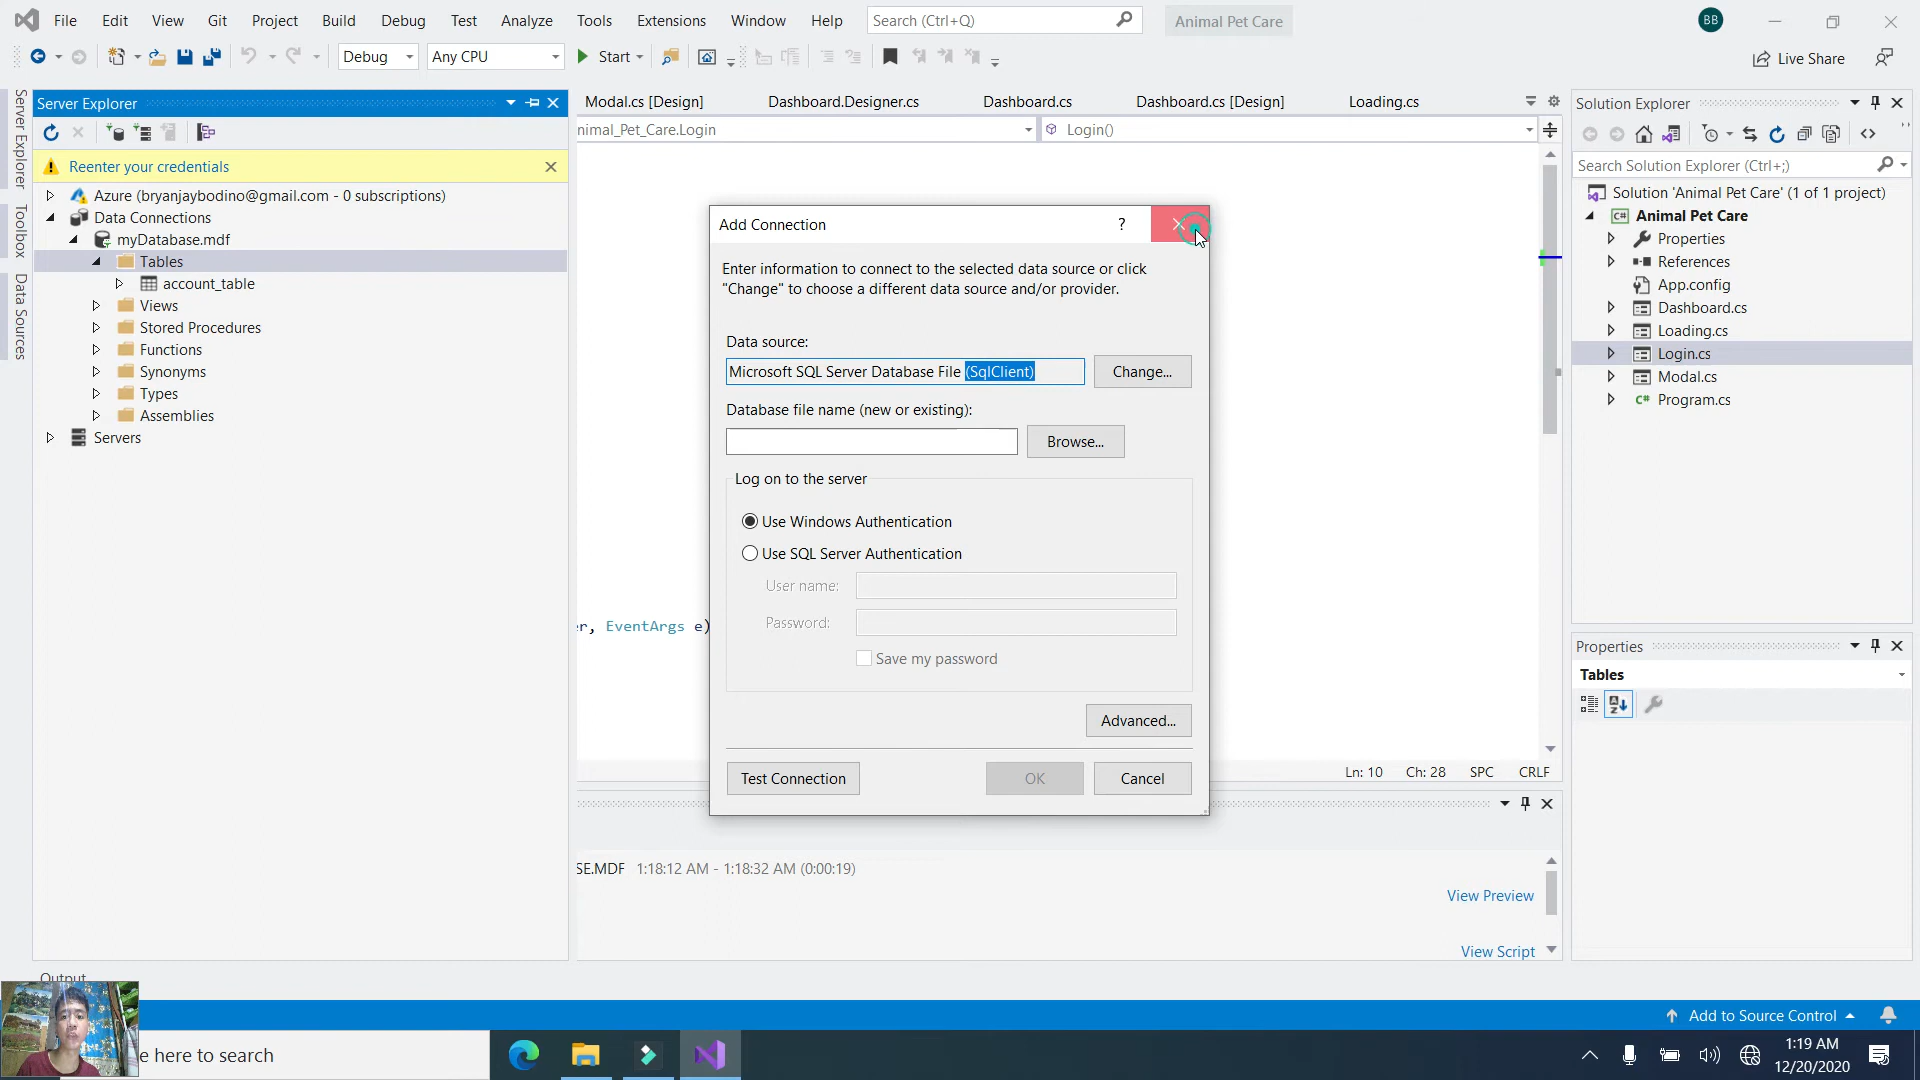 File Edit View Git Project Build Debug Test Analyze Tools Extensions Window Help Search (Ctrl+Q) Animal Pet Care BB
Debug Any CPU Start Live Share
Server Explorer
Toolbox
Data Sources
Server Explorer
Reenter your credentials
Azure (bryanjaybodino@gmail.com - 0 subscriptions)
Data Connections
myDatabase.mdf
Tables
account_table
Views
Stored Procedures
Functions
Synonyms
Types
Assemblies
Servers
Modal.cs [Design] Dashboard.Designer.cs Dashboard.cs Dashboard.cs [Design] Loading.cs
nimal_Pet_Care.Login Login()
Add Connection ?
Enter information to connect to the selected data source or click
"Change" to choose a different data source and/or provider.
Data source:
Microsoft SQL Server Database File (SqlClient) Change...
Database file name (new or existing):
Browse...
Log on to the server
Use Windows Authentication
Use SQL Server Authentication
User name:
Password:
Save my password
Advanced...
Test Connection OK Cancel
er, EventArgs e)
Ln: 10 Ch: 28 SPC CRLF
SE.MDF 1:18:12 AM - 1:18:32 AM (0:00:19)
View Preview
View Script
Solution Explorer
Search Solution Explorer (Ctrl+;)
Solution 'Animal Pet Care' (1 of 1 project)
C# Animal Pet Care
Properties
References
App.config
Dashboard.cs
Loading.cs
Login.cs
Modal.cs
C# Program.cs
Properties
Tables
Output
Add to Source Control
e here to search
1:19 AM
12/20/2020